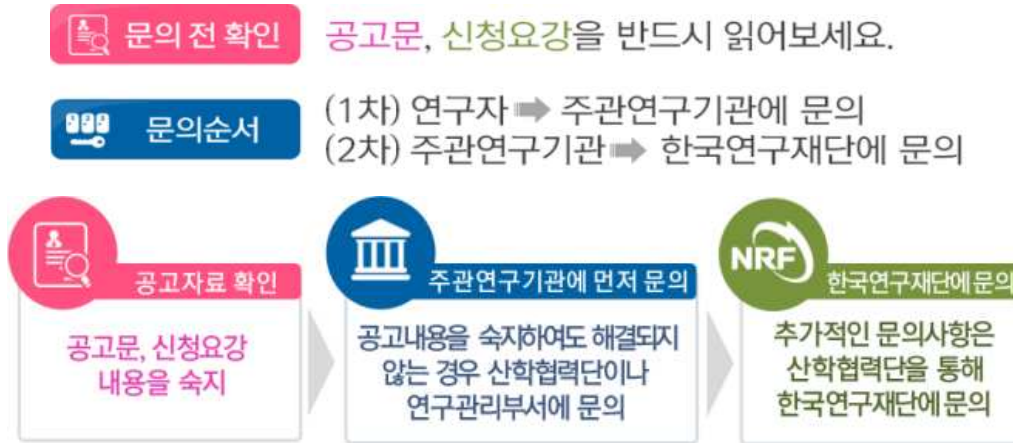 문의 전 확인
공고문, 신청요강을 반드시 읽어보세요.
문의순서
(1차) 연구자 ➡ 주관연구기관에 문의
(2차) 주관연구기관 ➡ 한국연구재단에 문의
공고자료 확인
공고문, 신청요강
내용을 숙지
주관연구기관에 먼저 문의
공고내용을 숙지하여도 해결되지
않는 경우 산학협력단이나
연구관리부서에 문의
NRF
한국연구재단에 문의
추가적인 문의사항은
산학협력단을 통해
한국연구재단에 문의